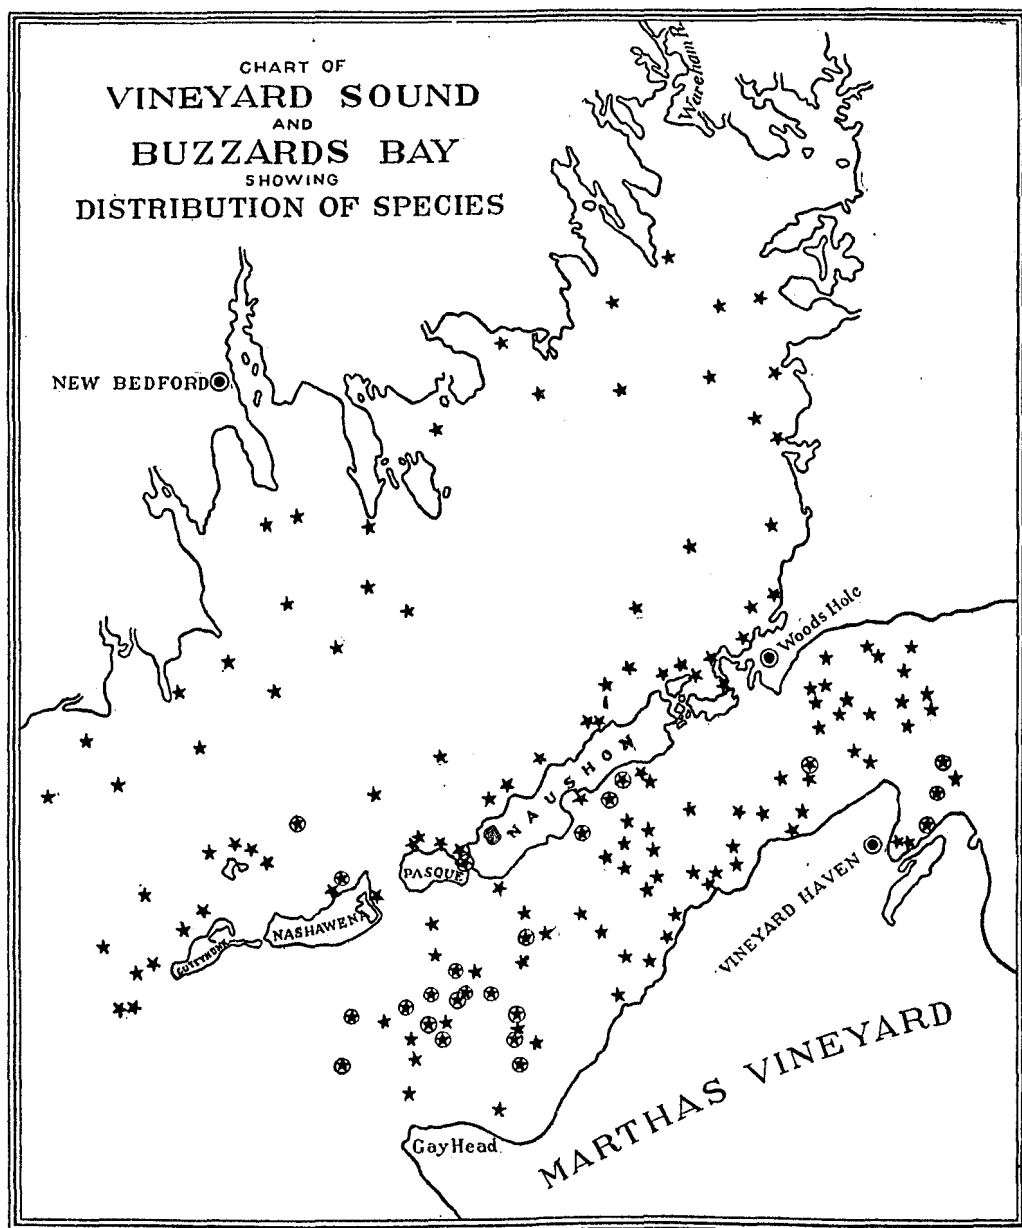 CHART OF
VINEYARD SOUND
AND
BUZZARDS BAY
SHOWING
DISTRIBUTION OF SPECIES
Wareham R.
NEW BEDFORD
Woods Hole
NAUSHON
PASQUE
NASHAWENA
CUTTYHUNK
VINEYARD HAVEN
MARTHAS VINEYARD
Gay Head